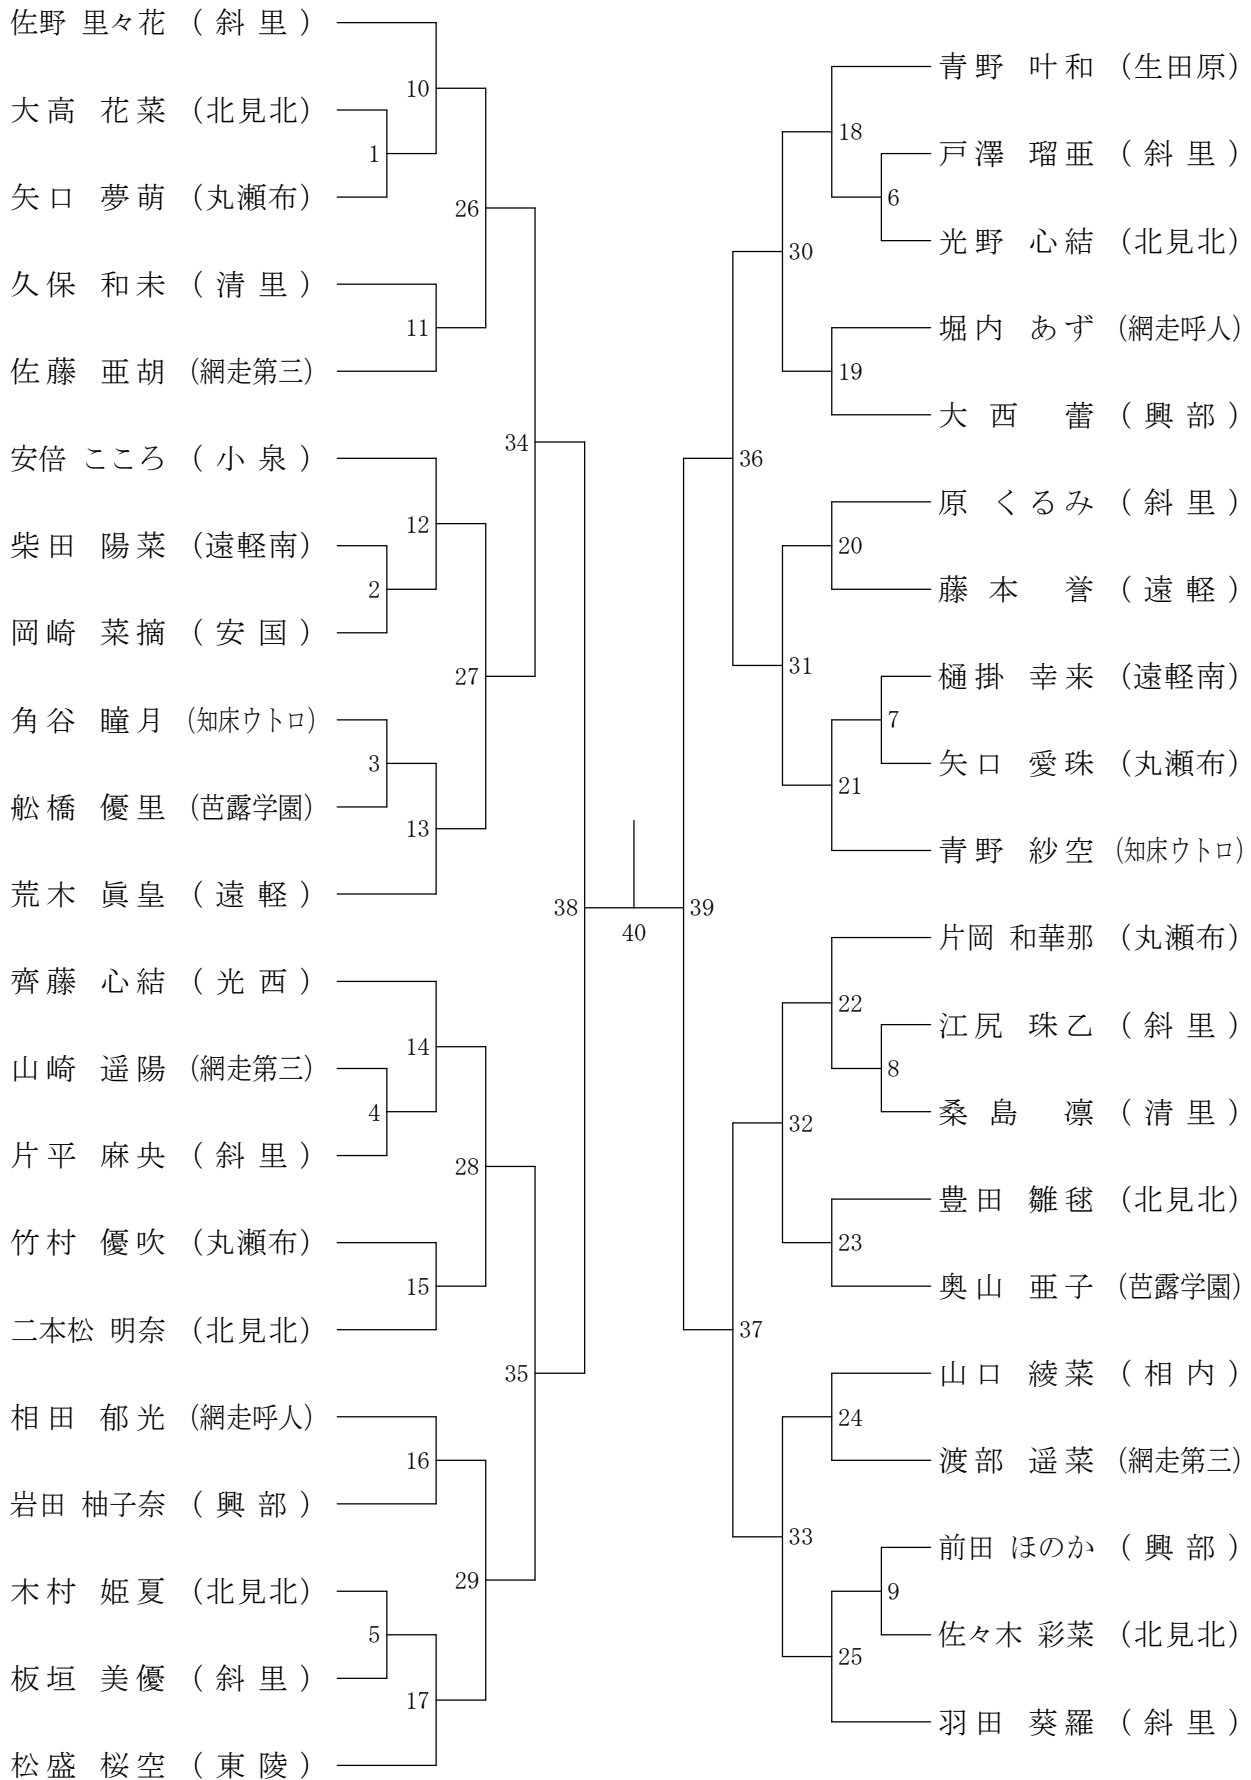 佐野 里々花 （ 斜 里 ）
大 高 花 菜 （北見北）
矢 口 夢 萌 （丸瀬布）
久 保 和 未 （ 清 里 ）
佐 藤 亜 胡 （網走第三）
安倍 こころ （ 小 泉 ）
柴 田 陽 菜 （遠軽南）
岡 崎 菜 摘 （ 安 国 ）
角 谷 瞳 月 （知床ウトロ）
舩 橋 優 里 （芭露学園）
荒 木 眞 皇 （ 遠 軽 ）
齊 藤 心 結 （ 光 西 ）
山 崎 遥 陽 （網走第三）
片 平 麻 央 （ 斜 里 ）
竹 村 優 吹 （丸瀬布）
二本松 明奈 （北見北）
相 田 郁 光 （網走呼人）
岩田 柚子奈 （ 興 部 ）
木 村 姫 夏 （北見北）
板 垣 美 優 （ 斜 里 ）
松 盛 桜 空 （ 東 陵 ）
1
2
3
4
5
10
11
12
13
14
15
16
17
26
27
28
29
34
35
38
40
39
36
37
30
31
32
33
18
19
20
21
22
23
24
25
6
7
8
9
青 野 叶 和 （生田原）
戸 澤 瑠 亜 （ 斜 里 ）
光 野 心 結 （北見北）
堀 内 あ ず （網走呼人）
大 西 蕾 （ 興 部 ）
原 く る み （ 斜 里 ）
藤 本 誉 （ 遠 軽 ）
樋 掛 幸 来 （遠軽南）
矢 口 愛 珠 （丸瀬布）
青 野 紗 空 （知床ウトロ）
片岡 和華那 （丸瀬布）
江 尻 珠 乙 （ 斜 里 ）
桑 島 凛 （ 清 里 ）
豊 田 雛 毬 （北見北）
奥 山 亜 子 （芭露学園）
山 口 綾 菜 （ 相 内 ）
渡 部 遥 菜 （網走第三）
前田 ほのか （ 興 部 ）
佐々木 彩菜 （北見北）
羽 田 葵 羅 （ 斜 里 ）